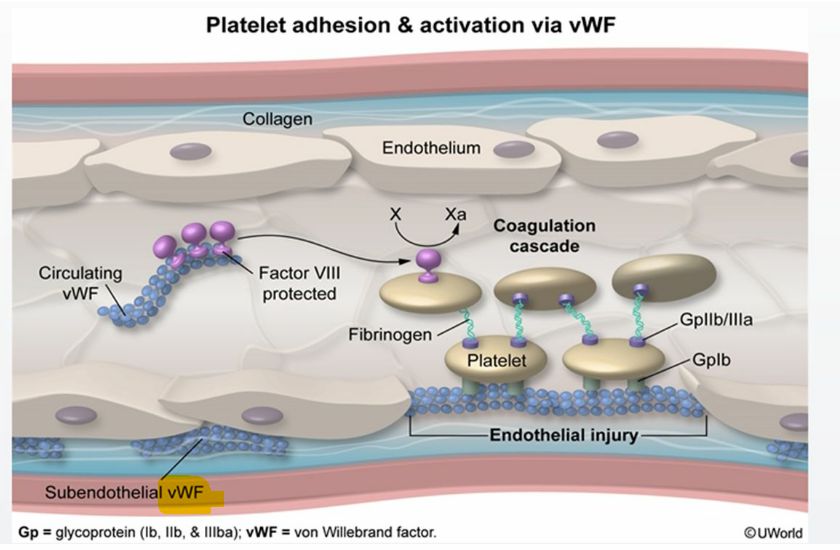 Platelet adhesion & activation via vWF
Collagen
Endothelium
X
Xa
Coagulation
cascade
Circulating
vWF
Factor VIII
protected
Fibrinogen
GpIIb/IIIa
Platelet
GpIb
Endothelial injury
Subendothelial vWF
Gp = glycoprotein (Ib, IIb, & IIIba); vWF = von Willebrand factor.
©UWorld